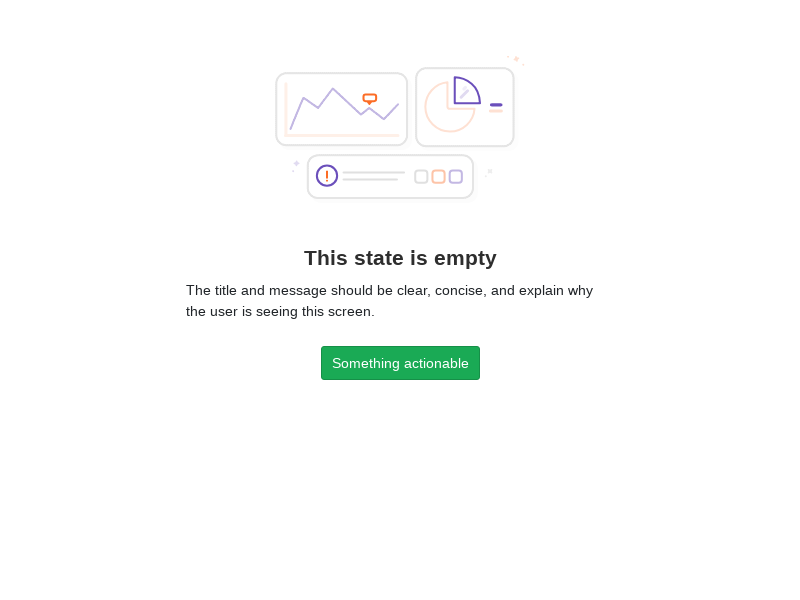 This state is empty
The title and message should be clear, concise, and explain why
the user is seeing this screen.
Something actionable